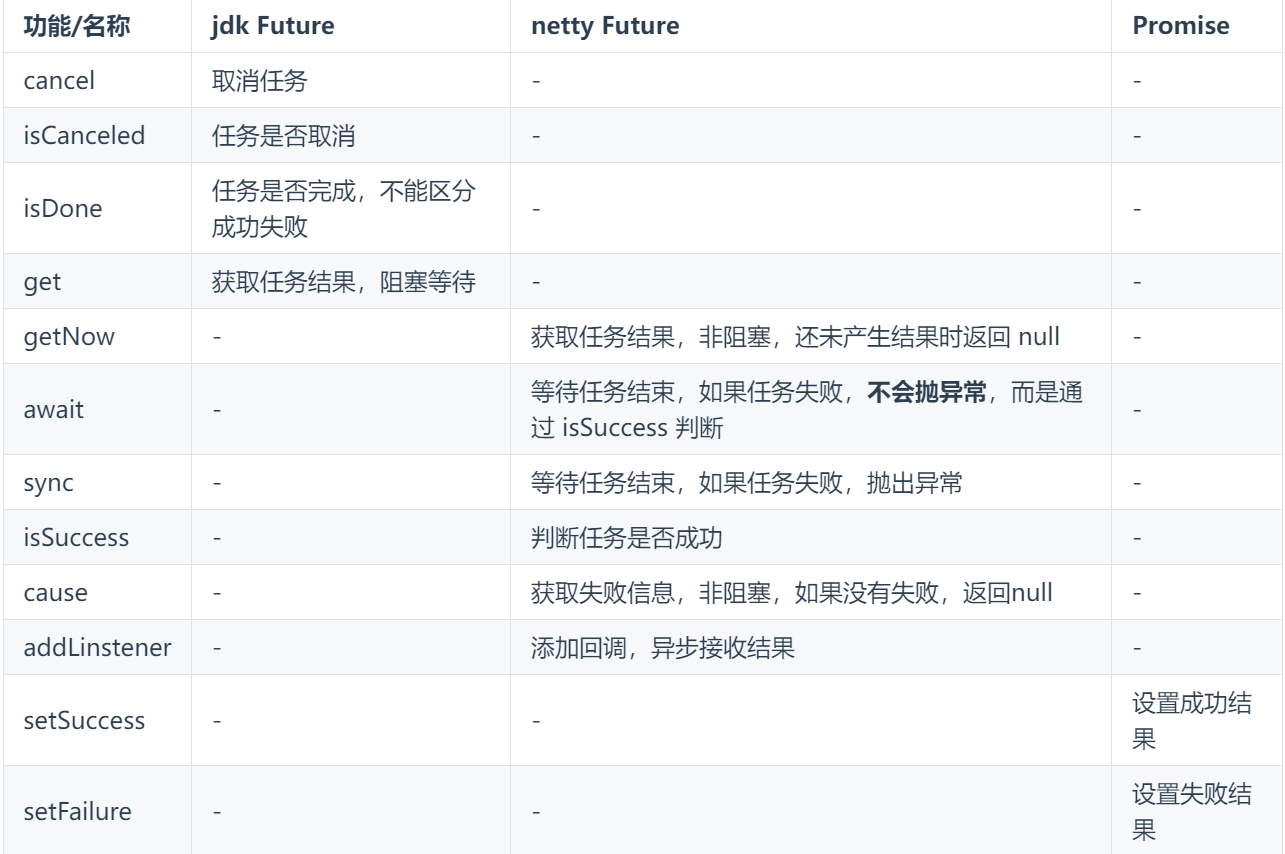 功能/名称 jdk Future netty Future Promise
cancel 取消任务 - -
isCanceled 任务是否取消 - -
isDone 任务是否完成，不能区分
成功失败 - -
get 获取任务结果，阻塞等待 - -
getNow - 获取任务结果，非阻塞，还未产生结果时返回 null -
await - 等待任务结束，如果任务失败，不会抛异常，而是通
过 isSuccess 判断 -
sync - 等待任务结束，如果任务失败，抛出异常 -
isSuccess - 判断任务是否成功 -
cause - 获取失败信息，非阻塞，如果没有失败，返回null -
addLinstener - 添加回调，异步接收结果 -
setSuccess - - 设置成功结
果
setFailure - - 设置失败结
果